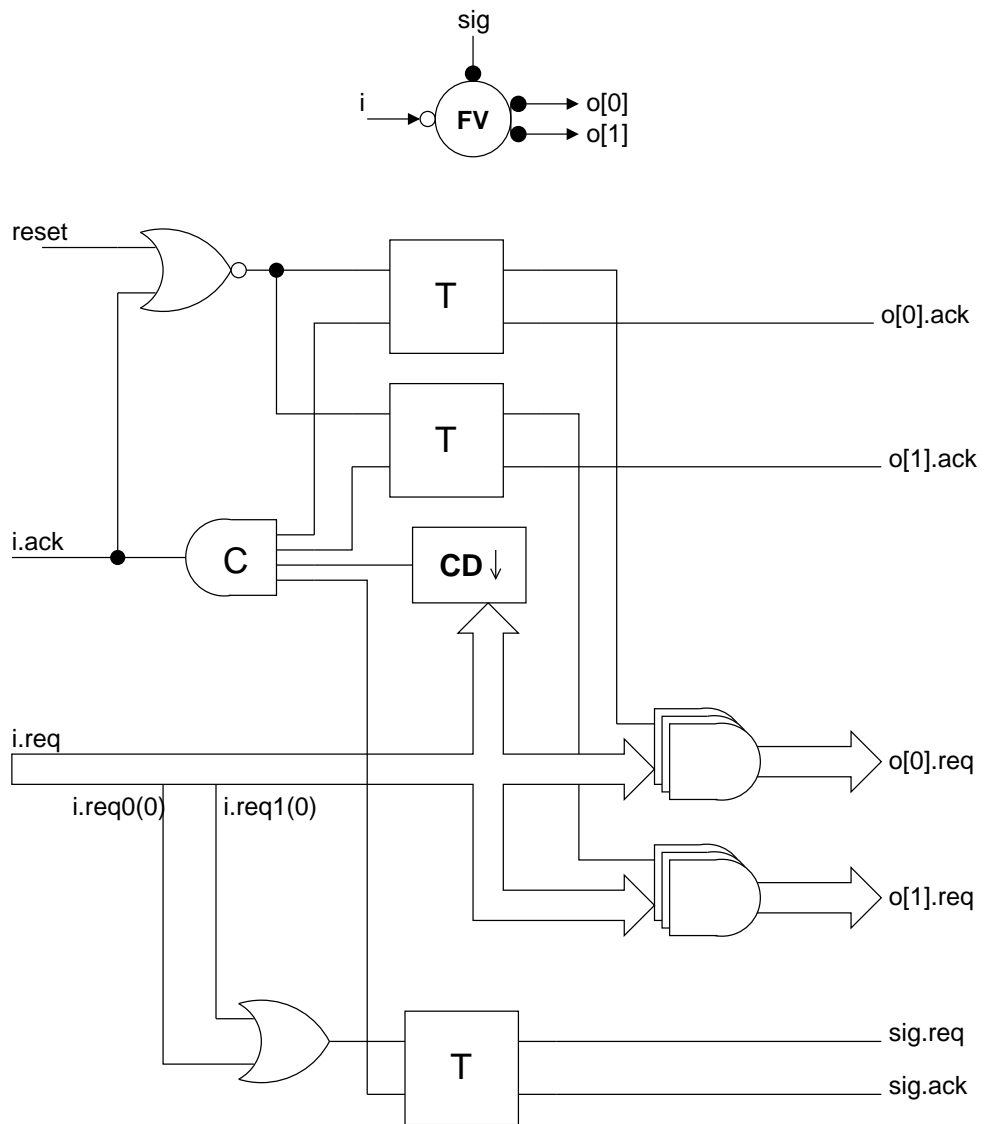 sig
i
FV
o[0]
o[1]
reset
T
o[0].ack
T
o[1].ack
i.ack
C
CD ↓
i.req
o[0].req
i.req0(0)
i.req1(0)
o[1].req
sig.req
T
sig.ack